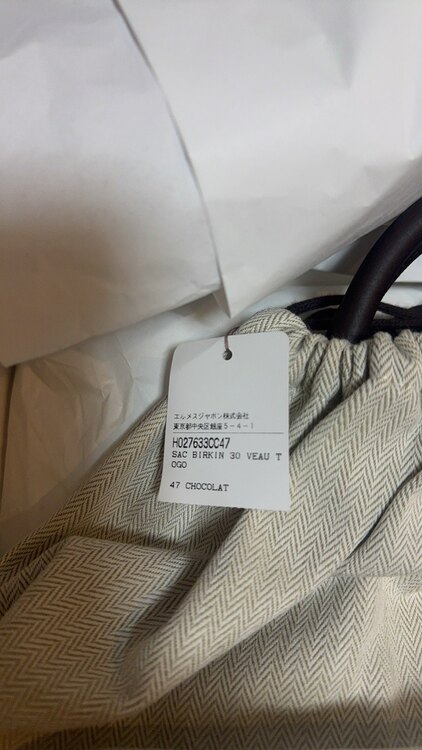 エルメスジャポン株式会社
東京都中央区銀座5-4-1
H027633CC47
SAC BIRKIN 30 VEAU T
OGO
47 CHOCOLAT